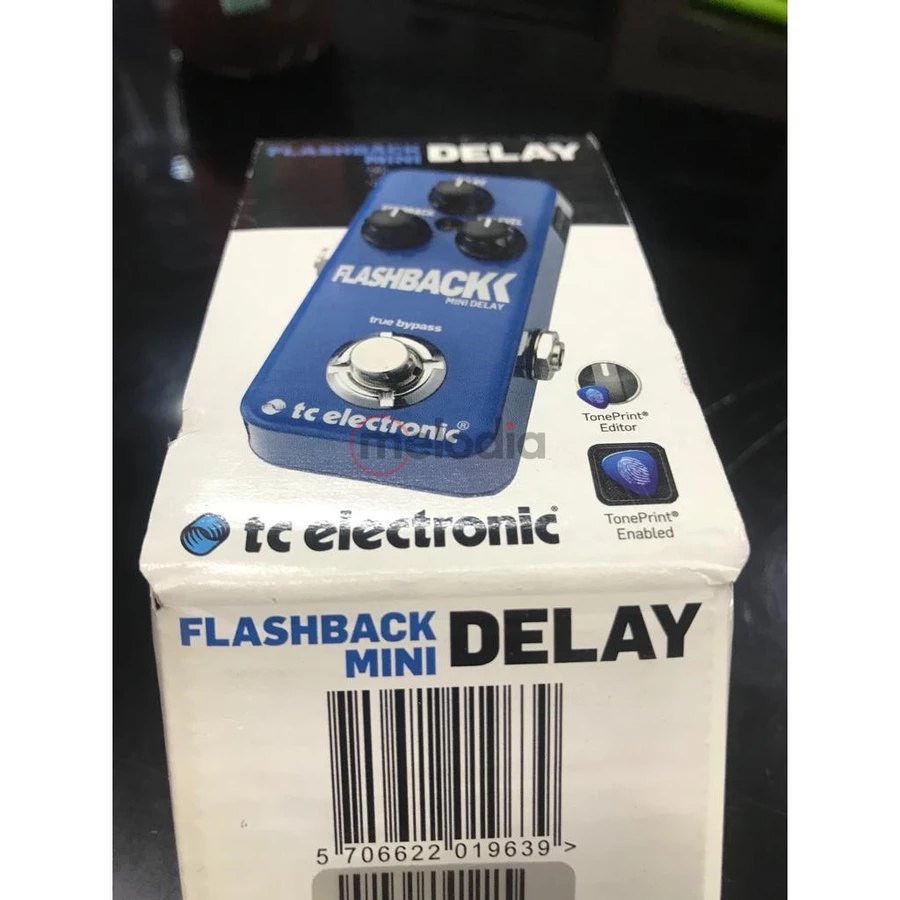 FLASHBACK
MINI DELAY
FLASHBACK
MINI DELAY
true bypass
tc electronic®
melodia
TonePrint®
Editor
tc electronic®
TonePrint®
Enabled
FLASHBACK
MINI DELAY
5 706622 019639 >